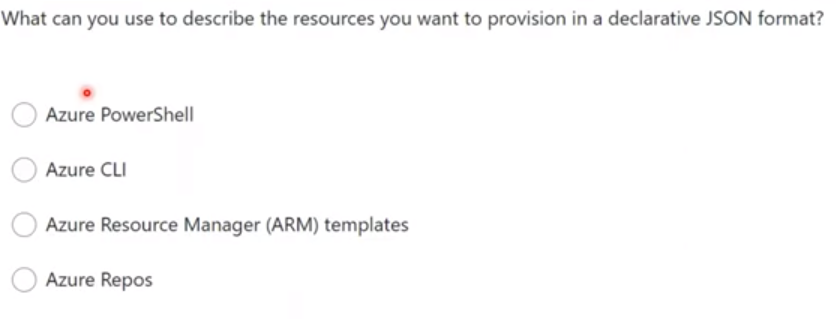 What can you use to describe the resources you want to provision in a declarative JSON format?
Azure PowerShell
Azure CLI
Azure Resource Manager (ARM) templates
Azure Repos